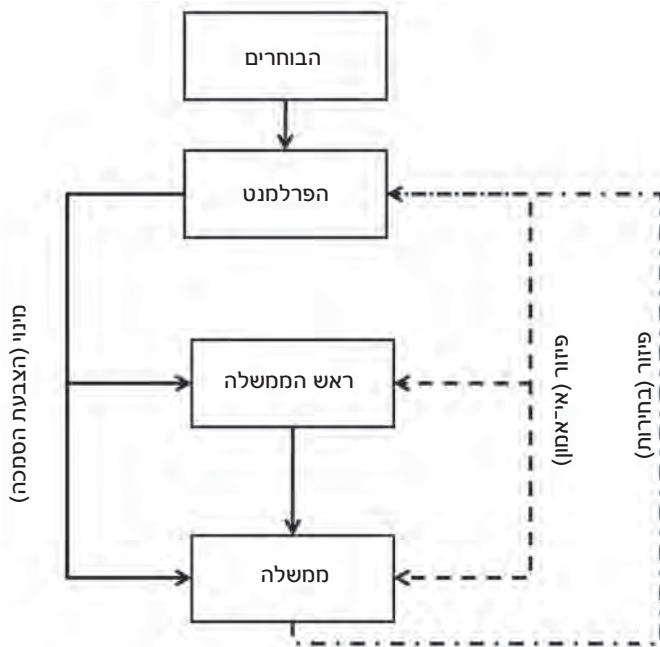 הבוחרים
הפרלמנט
ראש הממשלה
ממשלה
מינוי (הצבעת הסמכה)
פיזור (אי־אמון)
פיזור (בחירות)